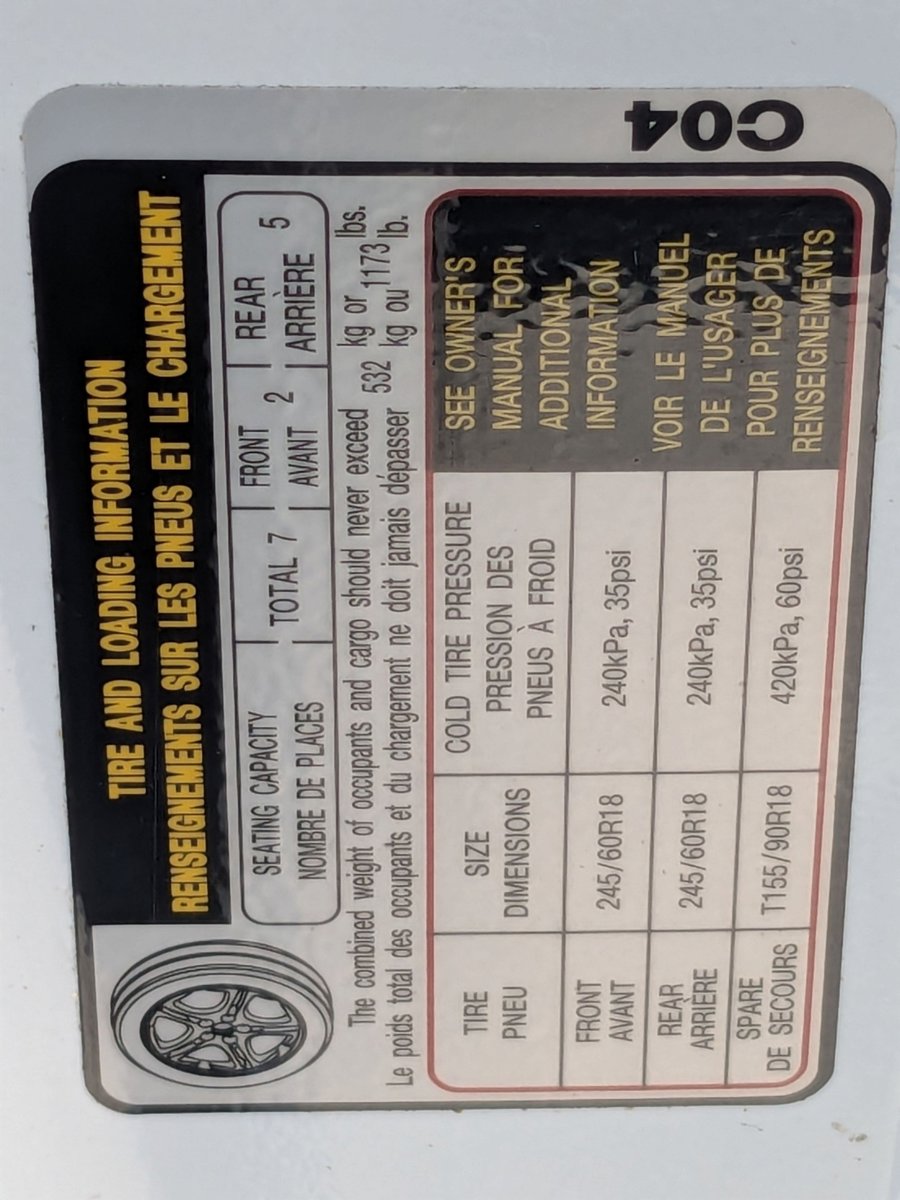 C04
TIRE AND LOADING INFORMATION
RENSEIGNEMENTS SUR LES PNEUS ET LE CHARGEMENT
SEATING CAPACITY
NOMBRE DE PLACES
TOTAL 7
FRONT
AVANT 2
REAR
ARRIÈRE 5
The combined weight of occupants and cargo should never exceed 532 kg or 1173 lbs.
Le poids total des occupants et du chargement ne doit jamais dépasser 532 kg ou 1173 lb.
TIRE
PNEU
SIZE
DIMENSIONS
COLD TIRE PRESSURE
PRESSION DES
PNEUS À FROID
FRONT
AVANT
245/60R18
240kPa, 35psi
REAR
ARRIÈRE
245/60R18
240kPa, 35psi
SPARE
DE SECOURS
T155/90R18
420kPa, 60psi
SEE OWNER'S
MANUAL FOR
ADDITIONAL
INFORMATION
VOIR LE MANUEL
DE L'USAGER
POUR PLUS DE
RENSEIGNEMENTS